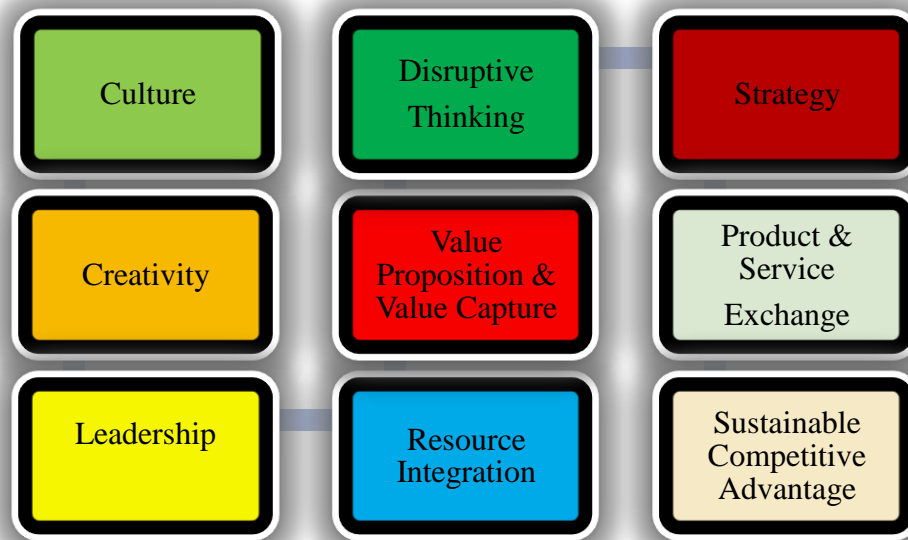 Culture
Disruptive
Thinking
Strategy
Creativity
Value
Proposition &
Value Capture
Product &
Service
Exchange
Leadership
Resource
Integration
Sustainable
Competitive
Advantage